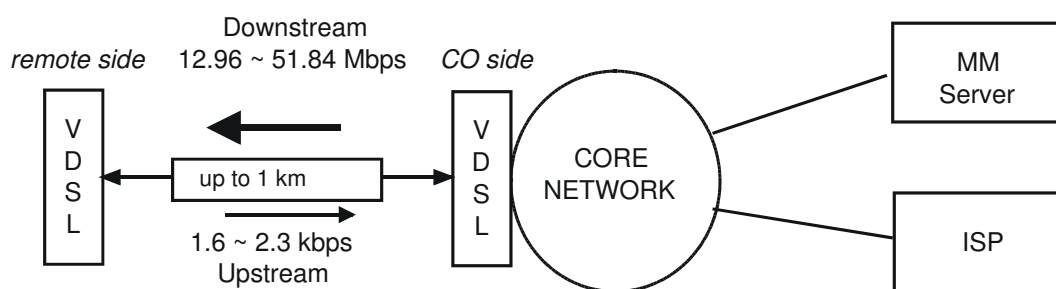 Downstream
12.96 ~ 51.84 Mbps
remote side
CO side
V
D
S
L
up to 1 km
1.6 ~ 2.3 kbps
Upstream
V
D
S
L
CORE
NETWORK
MM
Server
ISP